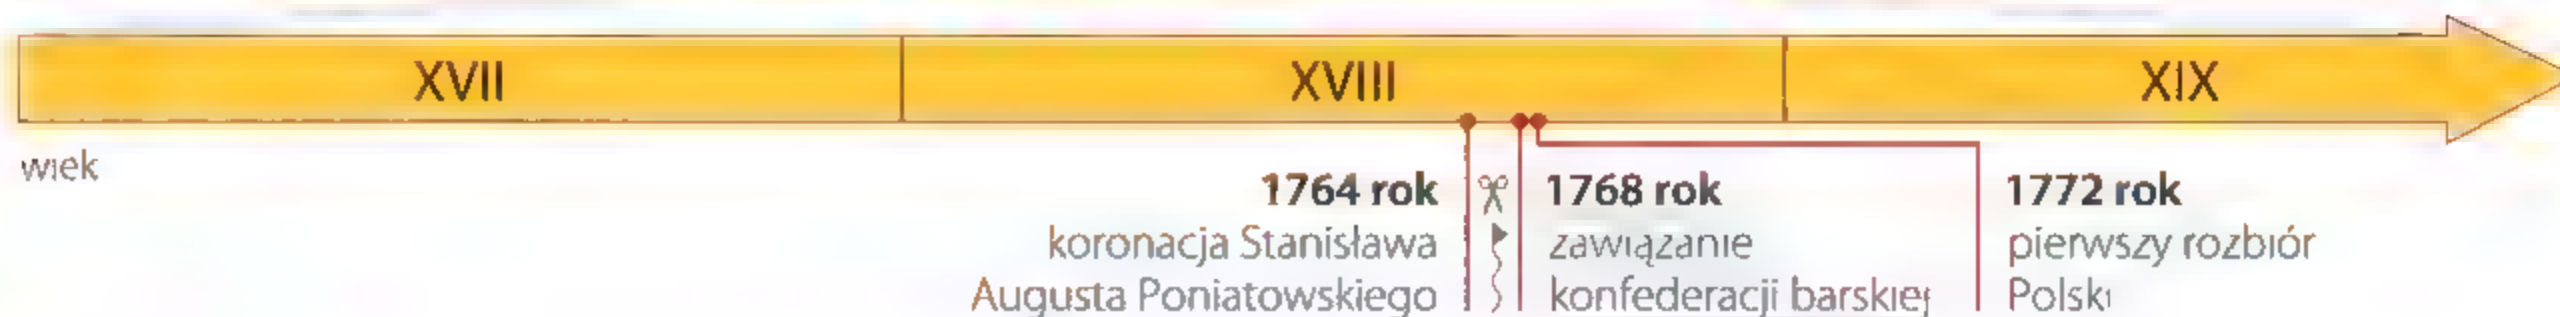 XVII XVIII XIX
wiek
1764 rok
koronacja Stanisława
Augusta Poniatowskiego
1768 rok
zawiązanie
konfederacji barskiej
1772 rok
pierwszy rozbiór
Polski